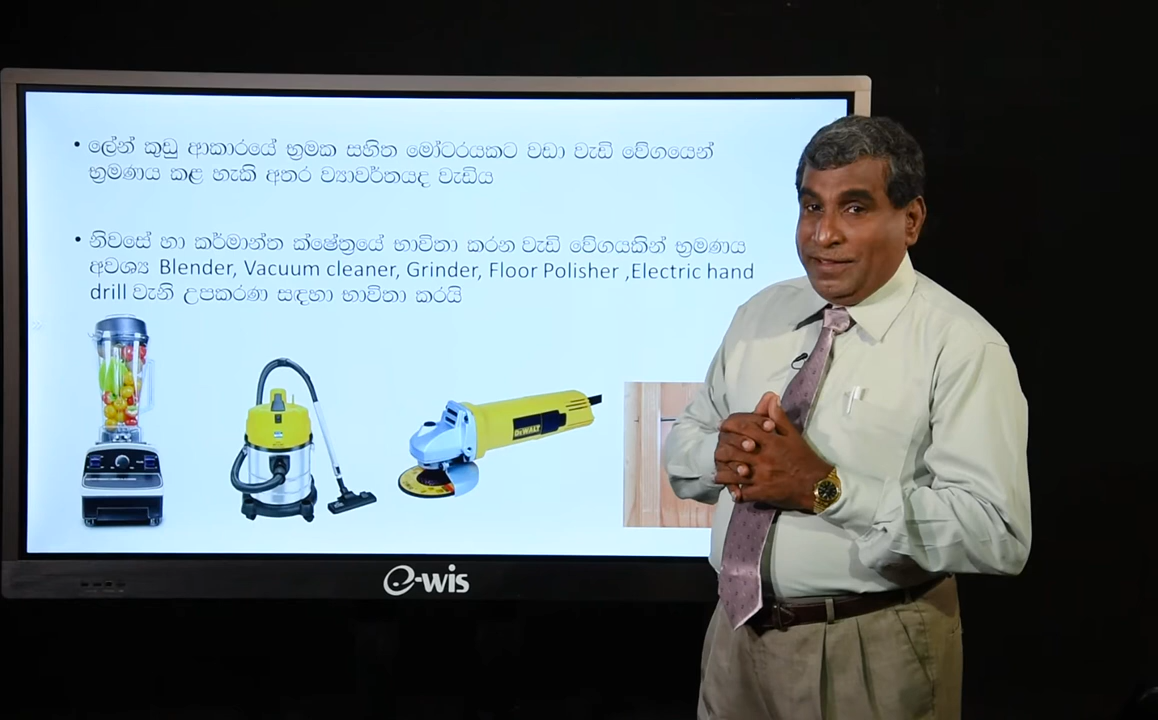 • ලේන් කුඩු ආකාරයේ භ්‍රමක සහිත මෝටරයකට වඩා වැඩි වේගයෙන්
භ්‍රමණය කළ හැකි අතර ව්‍යාවර්තයද වැඩිය
• නිවසේ හා කර්මාන්ත ක්ෂේත්‍රයේ භාවිතා කරන වැඩි වේගයකින් භ්‍රමණය
අවශ්‍ය Blender, Vacuum cleaner, Grinder, Floor Polisher ,Electric hand
drill වැනි උපකරණ සඳහා භාවිතා කරයි
DEWALT
e-wis